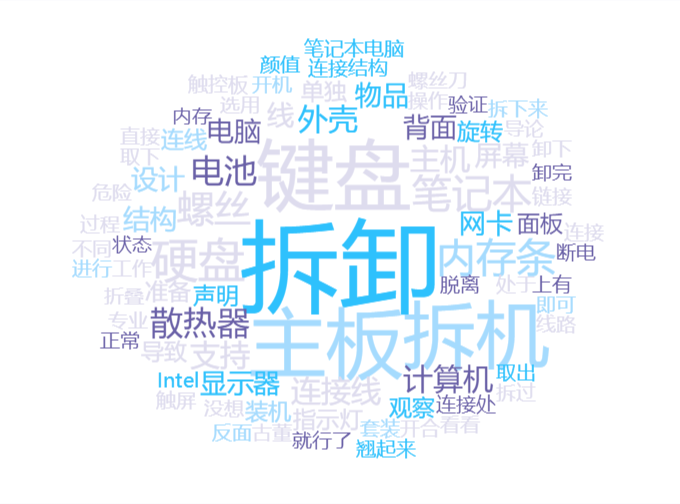 笔记本电脑
颜值 连接结构
触控板 开机 单独 螺丝刀
选用 物品 操作 验证 拆下来
内存 线 外壳 背面 旋转 导论
直接 连线 电脑 键盘 主机 屏幕 卸下
取下 电池 笔记本 卸完
危险 设计 螺丝 链接
过程 结构 拆卸 网卡 面板 连接
不同 状态 硬盘 内存条 断电
进行 工作 脱离 处于 上有
折叠 准备 声明 即可
专业 散热器 主板 拆机 线路
正常 导致 支持
Intel 显示器 连接线 计算机 取出
触屏 没想 装机 指示灯 观察 连接处 拆过
反面 古董 套装 开合 看看
就行了 翘起来